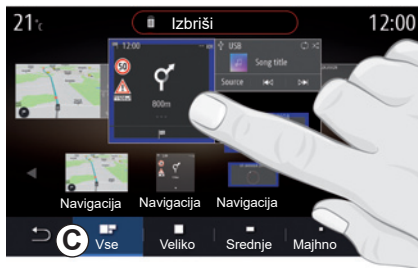 21°c
Izbriši
12:00
12:00
USB
50
Song title
1150m
800m
Source
Navigacija Navigacija Navigacija
C
Vse Veliko Srednje Majhno